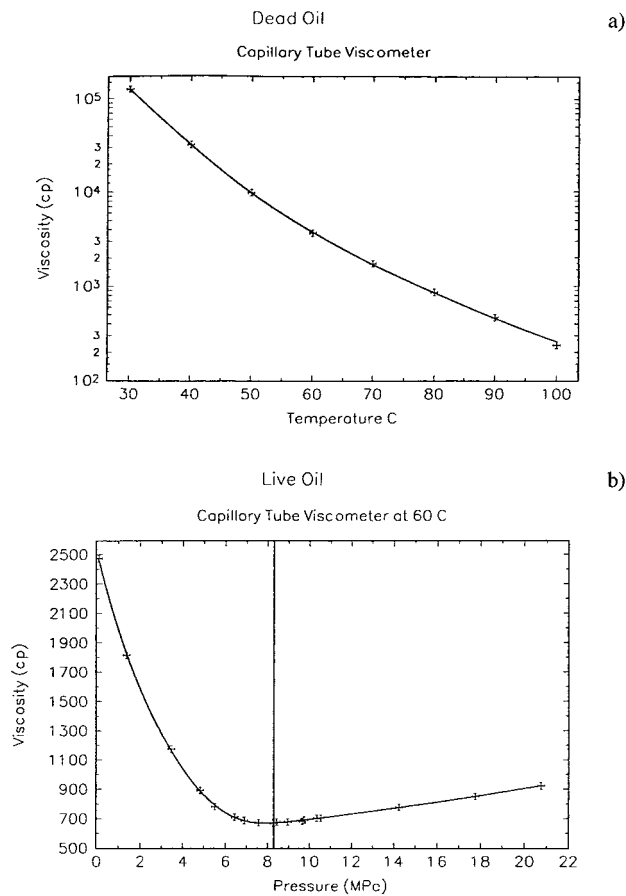 Dead Oil
a)
Capillary Tube Viscometer
10⁵
3
2
10⁴
3
2
10³
3
2
10²
Viscosity (cp)
30 40 50 60 70 80 90 100
Temperature C
Live Oil
b)
Capillary Tube Viscometer at 60 C
2500
2300
2100
1900
1700
1500
1300
1100
900
700
500
Viscosity (cp)
0 2 4 6 8 10 12 14 16 18 20 22
Pressure (MPa)